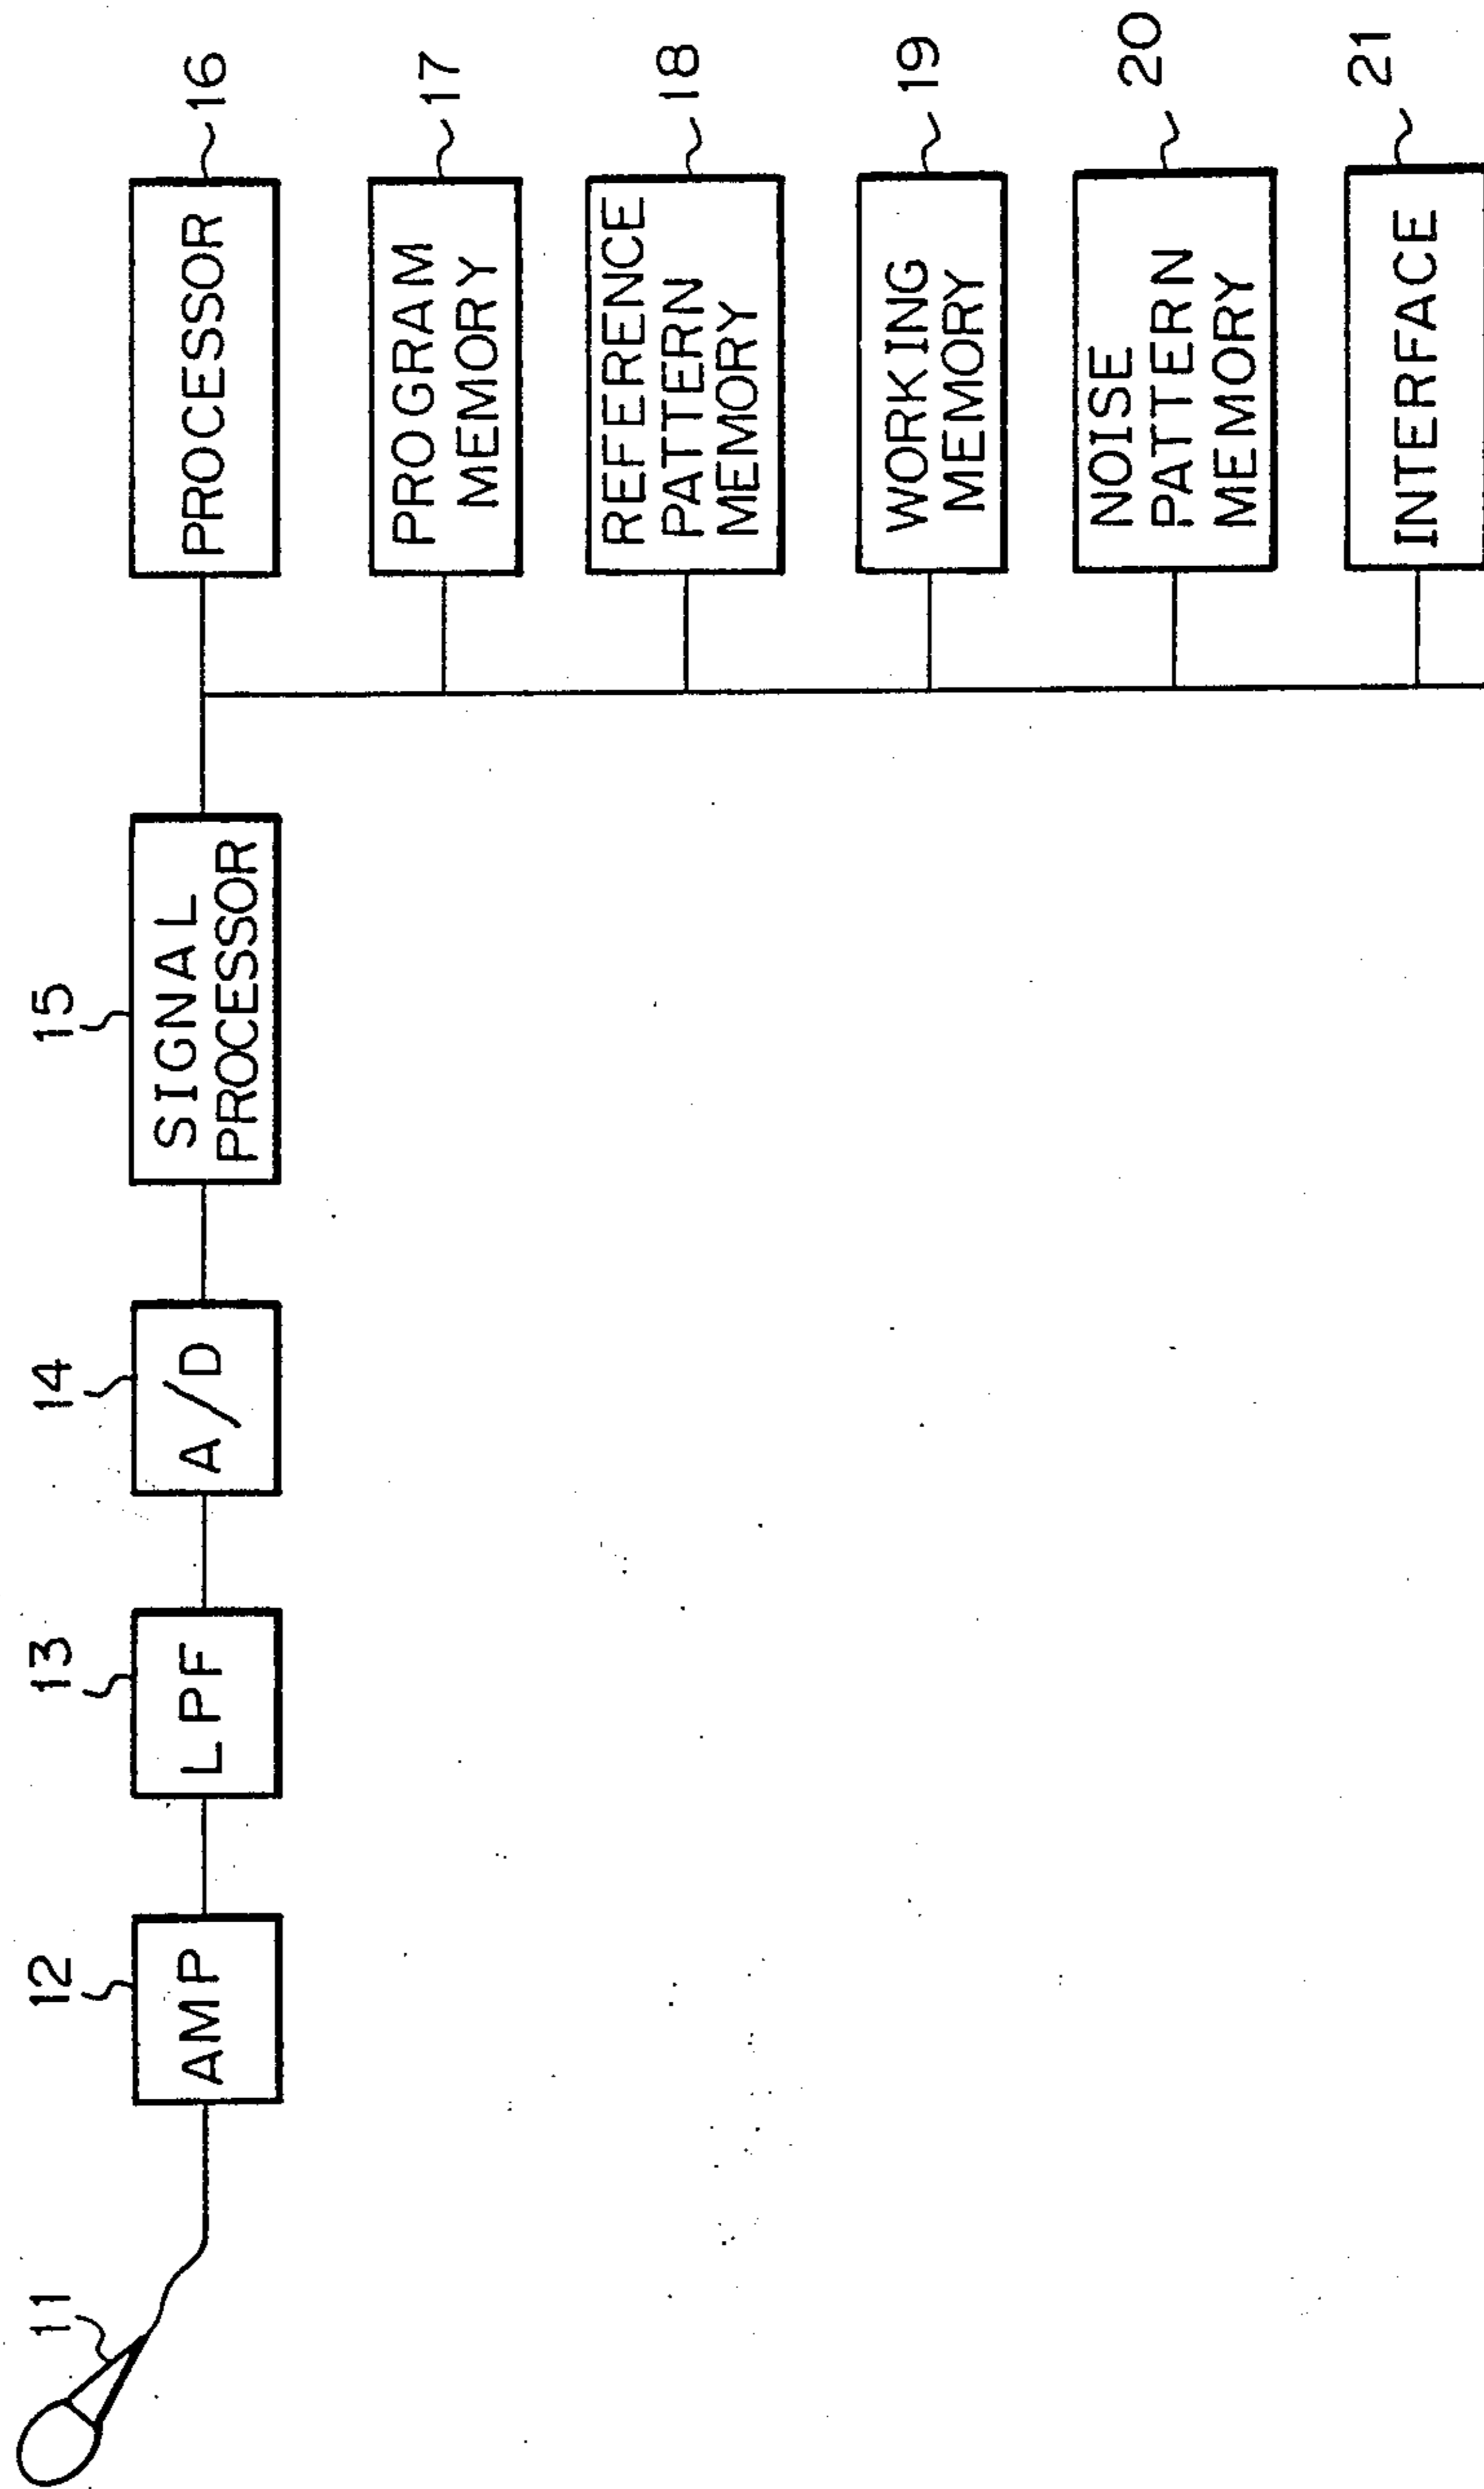 11
12
AMP
13
LPF
14
A/D
15
SIGNAL
PROCESSOR
PROCESSOR
16
PROGRAM
MEMORY
17
REFERENCE
PATTERN
MEMORY
18
WORKING
MEMORY
19
NOISE
PATTERN
MEMORY
20
INTERFACE
21